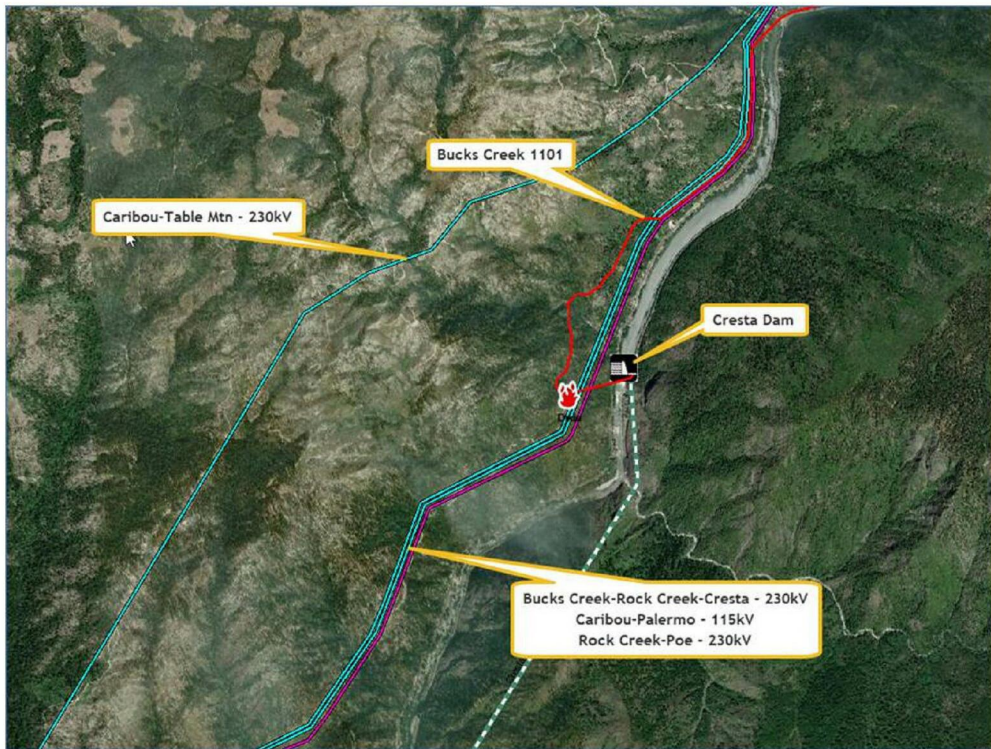 Bucks Creek 1101
Caribou-Table Mtn - 230kV
Cresta Dam
Bucks Creek-Rock Creek-Cresta - 230kV
Caribou-Palermo - 115kV
Rock Creek-Poe - 230kV